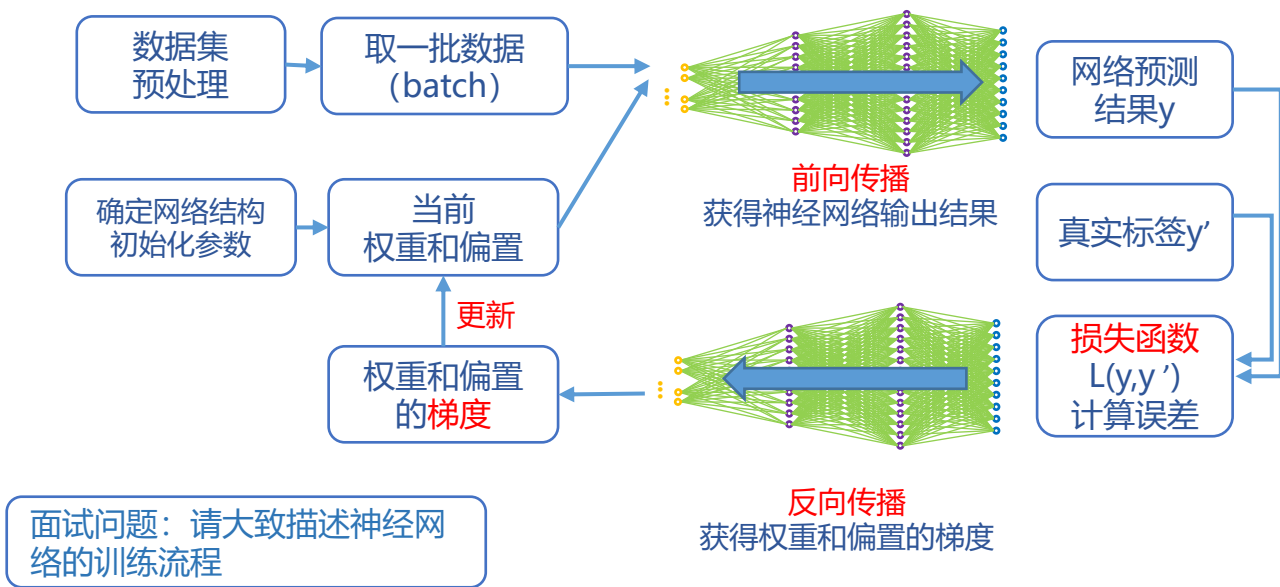 数据集
预处理
取一批数据
（batch）
网络预测
结果y
前向传播
获得神经网络输出结果
确定网络结构
初始化参数
当前
权重和偏置
真实标签y’
更新
权重和偏置
的梯度
损失函数
L(y,y ’)
计算误差
反向传播
获得权重和偏置的梯度
面试问题：请大致描述神经网
络的训练流程